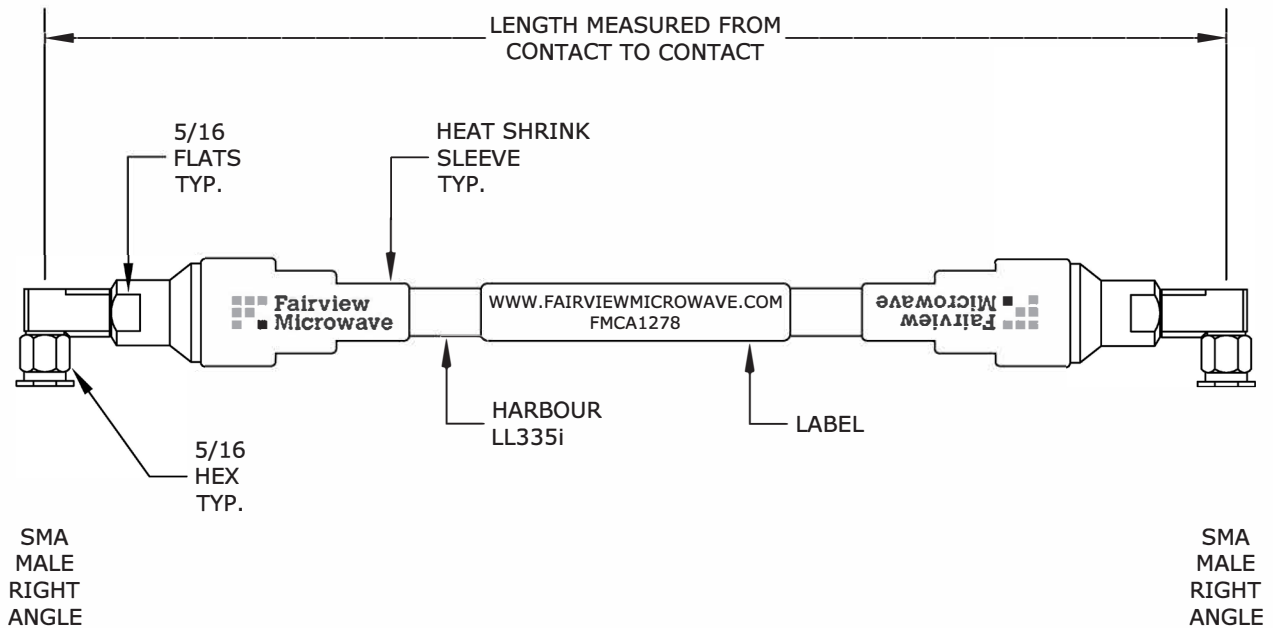 LENGTH MEASURED FROM
CONTACT TO CONTACT
5/16
FLATS
TYP.
HEAT SHRINK
SLEEVE
TYP.
Fairview
Microwave
WWW.FAIRVIEWMICROWAVE.COM
FMCA1278
Fairview
Microwave
HARBOUR
LL335i
LABEL
5/16
HEX
TYP.
SMA
MALE
RIGHT
ANGLE
SMA
MALE
RIGHT
ANGLE